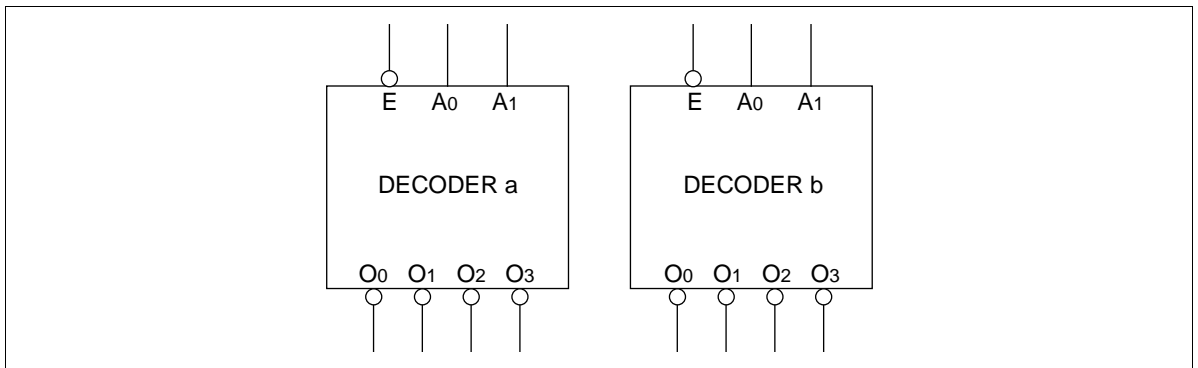 E A0 A1 E A0 A1
DECODER a DECODER b
O0 O1 O2 O3 O0 O1 O2 O3